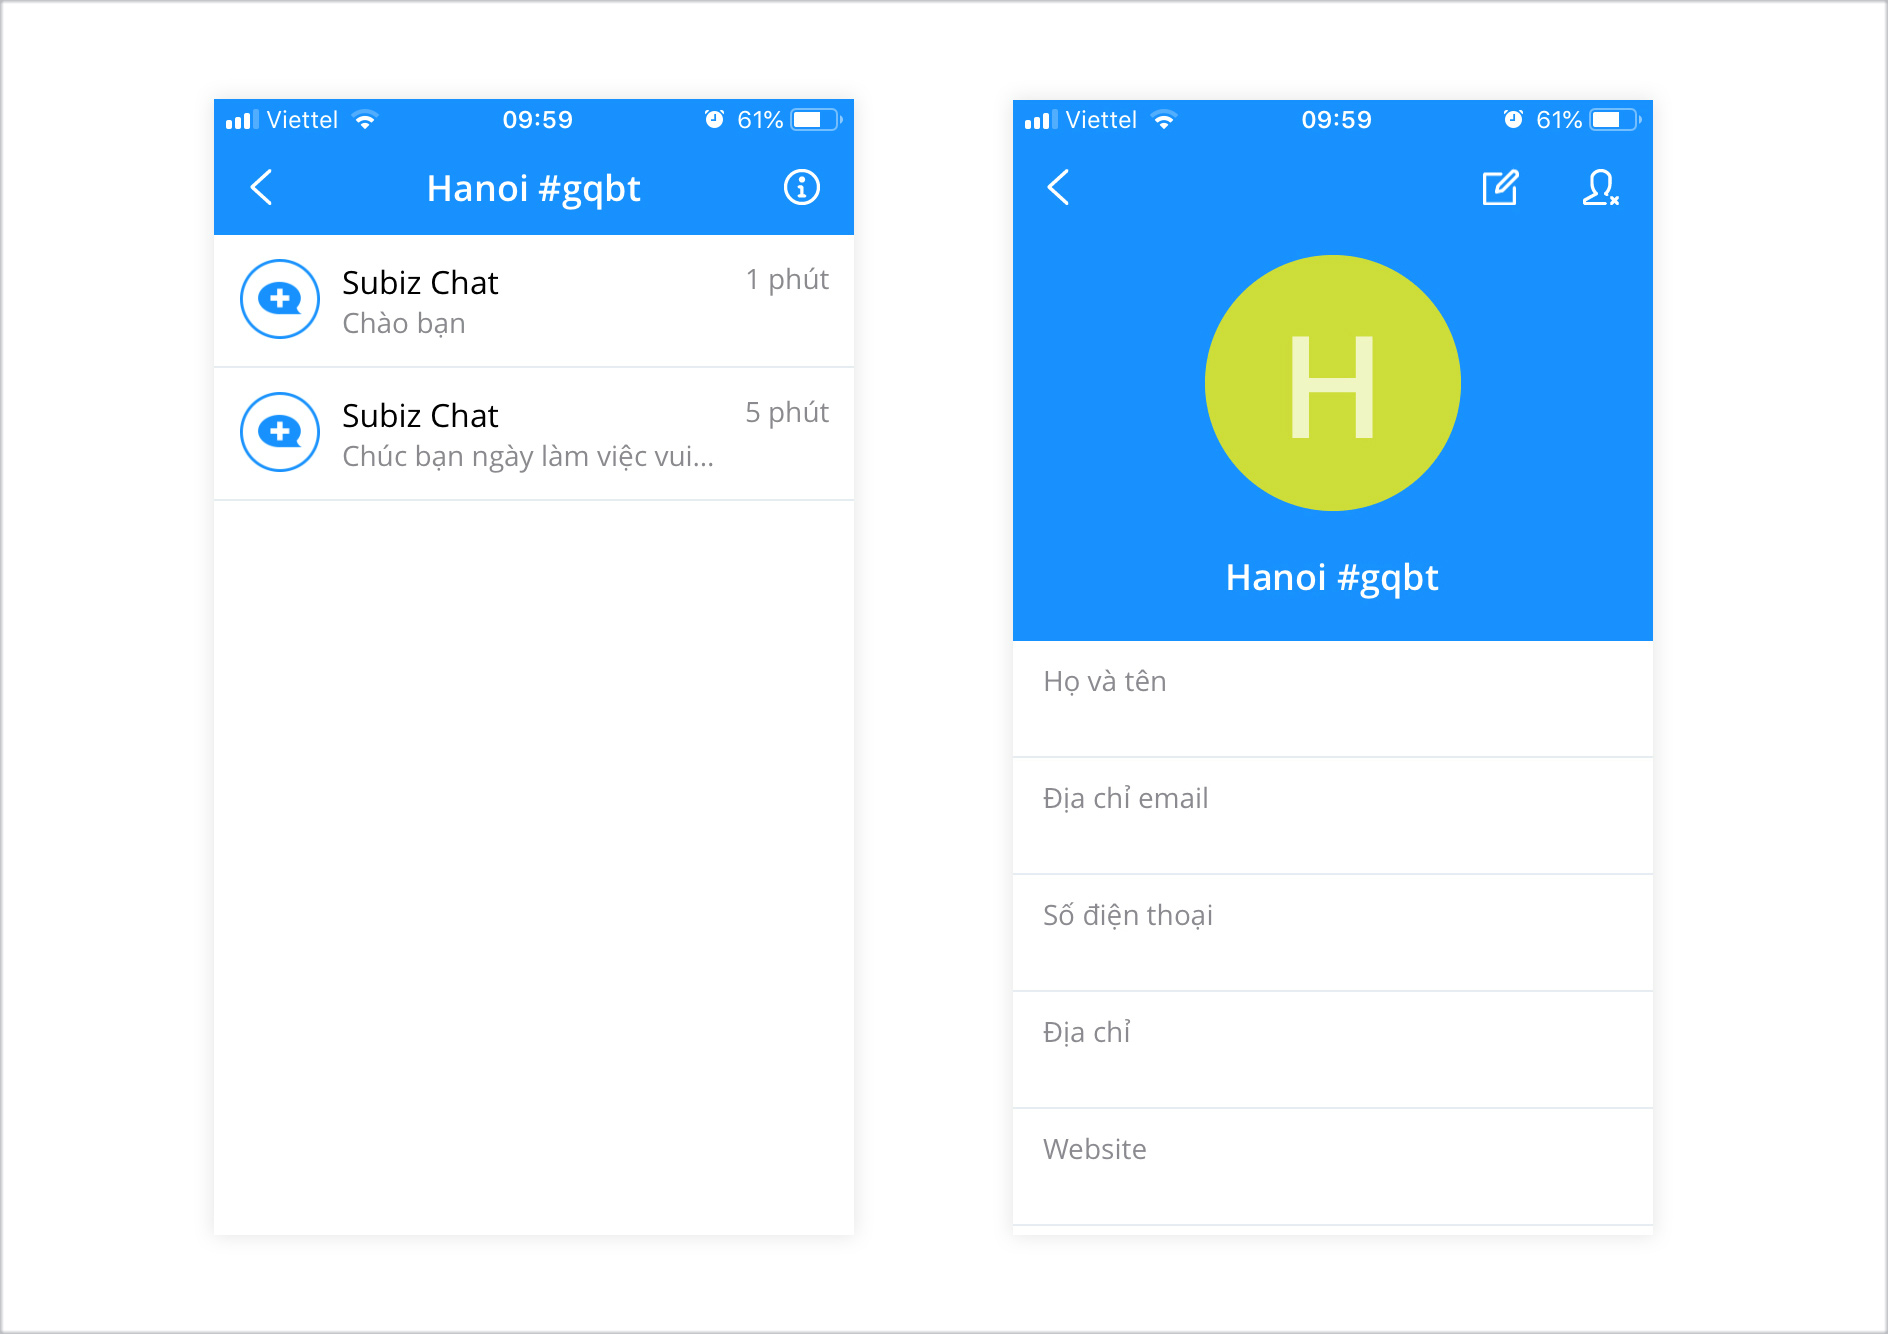 Viettel 09:59 61%
Hanoi #gqbt
Subiz Chat 1 phút
Chào bạn
Subiz Chat 5 phút
Chúc bạn ngày làm việc vui...
Viettel 09:59 61%
H
Hanoi #gqbt
Họ và tên
Địa chỉ email
Số điện thoại
Địa chỉ
Website